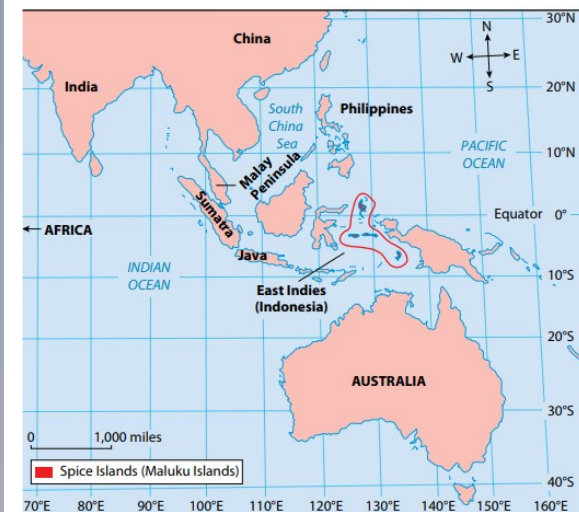 30°N
China
N
W
E
S
India
20°N
South
China
Sea
Philippines
PACIFIC
OCEAN
10°N
Malay
Peninsula
Sumatra
Equator
0°
AFRICA
Java
INDIAN
OCEAN
East Indies
(Indonesia)
10°S
20°S
AUSTRALIA
30°S
0
1,000 miles
Spice Islands (Maluku Islands)
40°S
70°E
80°E
90°E
100°E
110°E
120°E
130°E
140°E
150°E
160°E